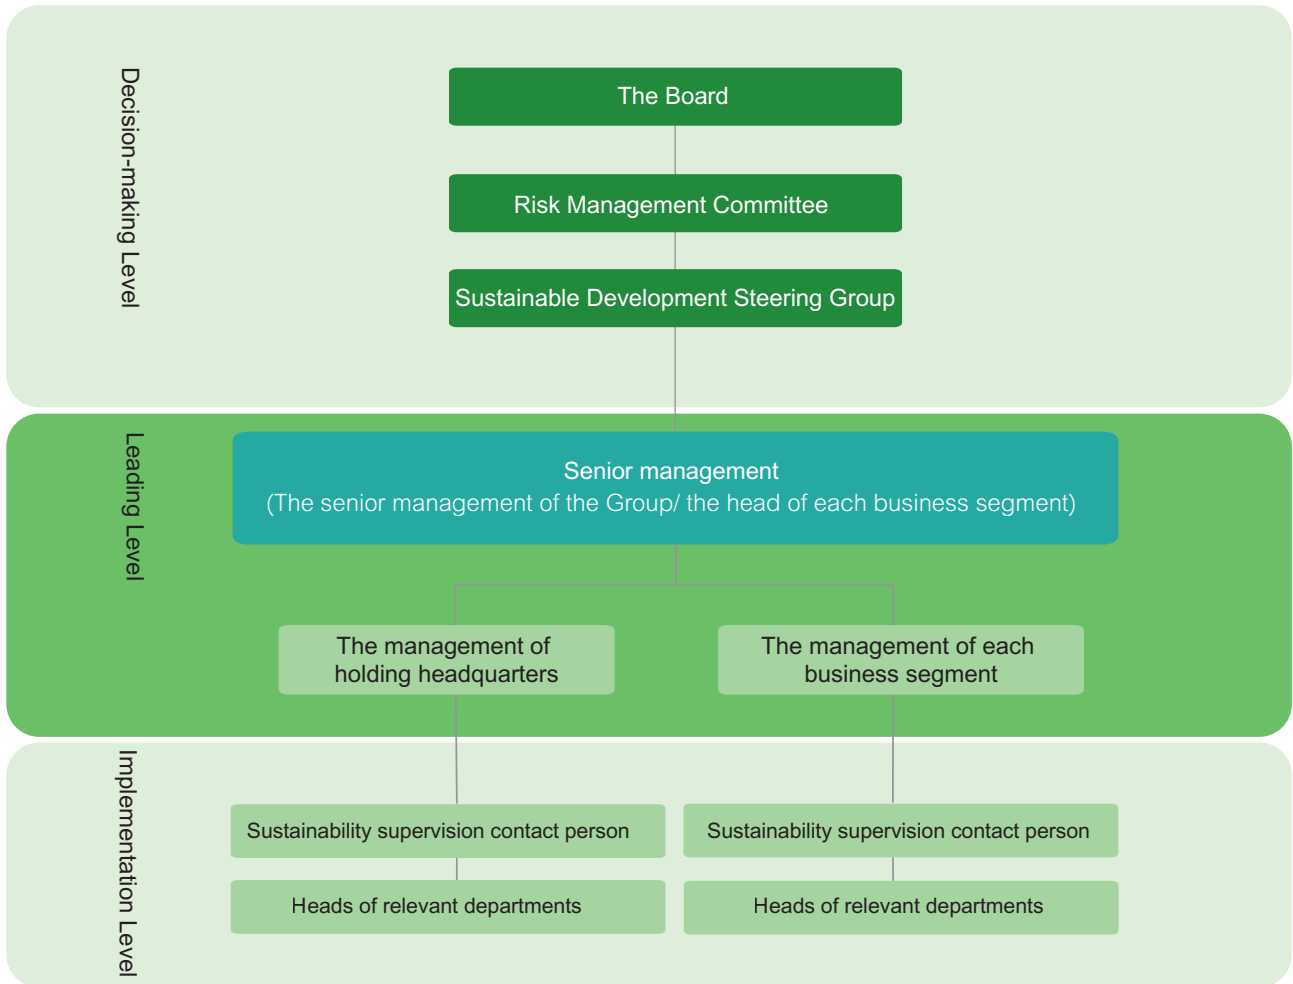 Decision-making Level
The Board
Risk Management Committee
Sustainable Development Steering Group
Leading Level
Senior management
(The senior management of the Group/ the head of each business segment)
The management of
holding headquarters
The management of each
business segment
Implementation Level
Sustainability supervision contact person
Sustainability supervision contact person
Heads of relevant departments
Heads of relevant departments